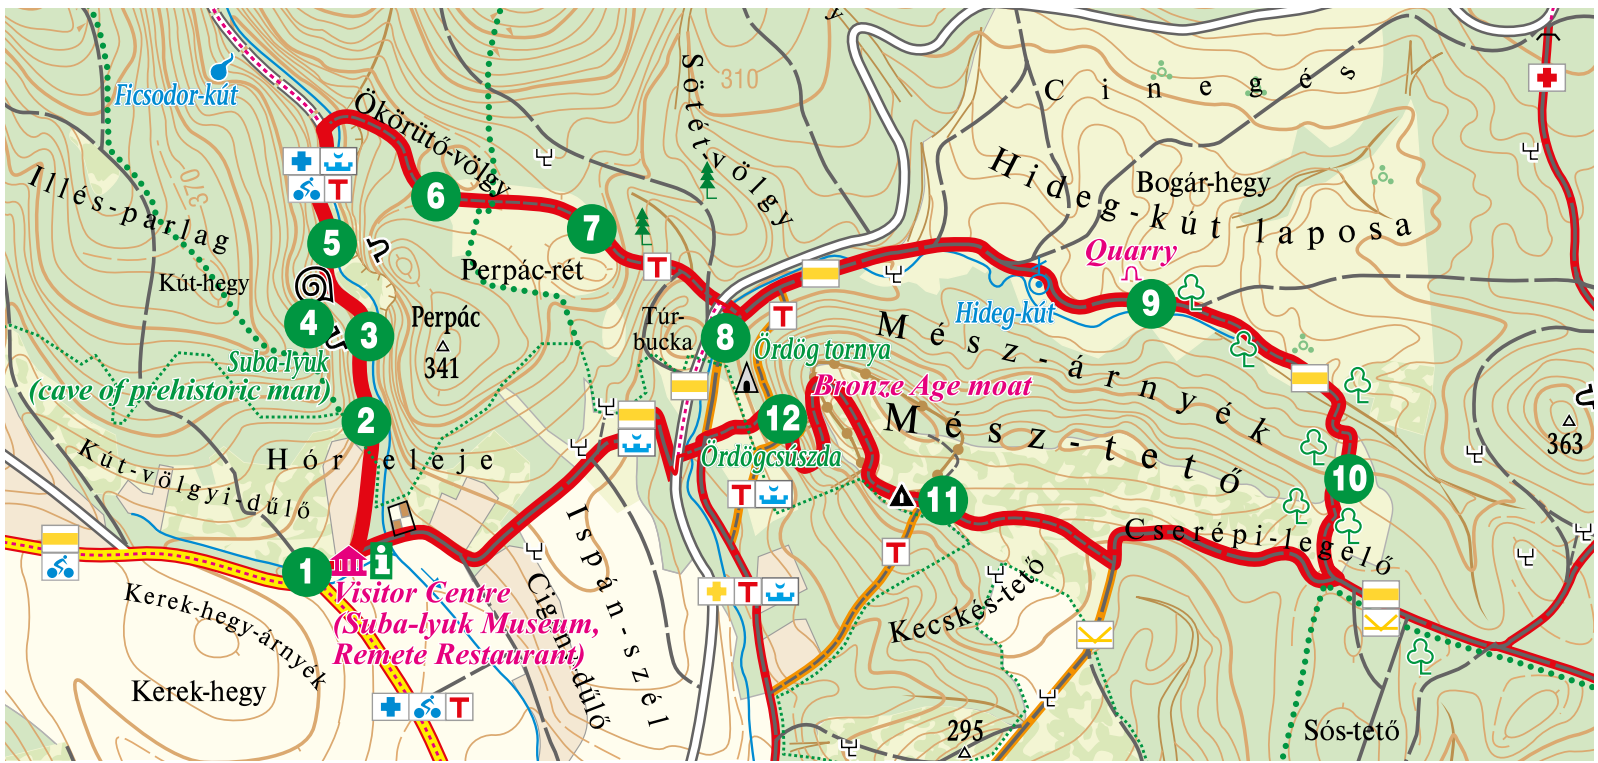 Ficsodor-kút
Ökörütő-völgy
Sötét-völgy
310
Cinegés
Illés-parlag
320
Kút-hegy
Perpác-rét
Hideg-kút laposa
Bogár-hegy
Quarry
Hideg-kút
6
7
5
4
3
2
1
8
9
10
11
12
Perpác
341
Túr-
bucka
Suba-lyuk
(cave of prehistoric man)
Ördög tornya
Bronze Age moat
Mész-árnyék
Mész-tető
Ördögcsúszda
363
Kút-völgyi-dűlő
Hór eleje
i
Visitor Centre
(Suba-lyuk Museum,
Remete Restaurant)
Kerek-hegy-árnyék
Kerek-hegy
Cigány-dűlő
Ispán-szél
Kecskés-tető
Cserépi-legelő
295
Sós-tető
T
T
T
T
T
T
T